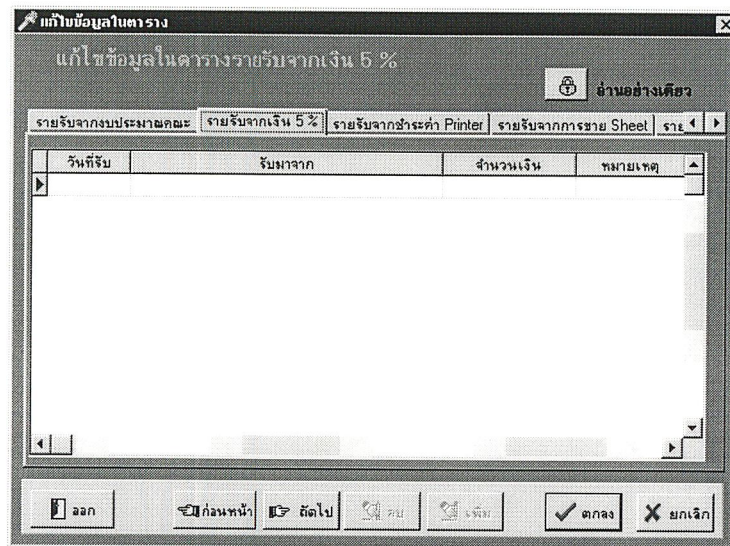 แก้ไขข้อมูลในตาราง
แก้ไขข้อมูลในตารางรายรับจากเงิน 5 %
อ่านอย่างเดียว
รายรับจากงบประมาณคณะ รายรับจากเงิน 5 % รายรับจากชำระค่า Printer รายรับจากการขาย Sheet ราย
วันที่รับ รับมาจาก จำนวนเงิน หมายเหตุ
ออก ก่อนหน้า ถัดไป ลบ เพิ่ม ตกลง ยกเลิก